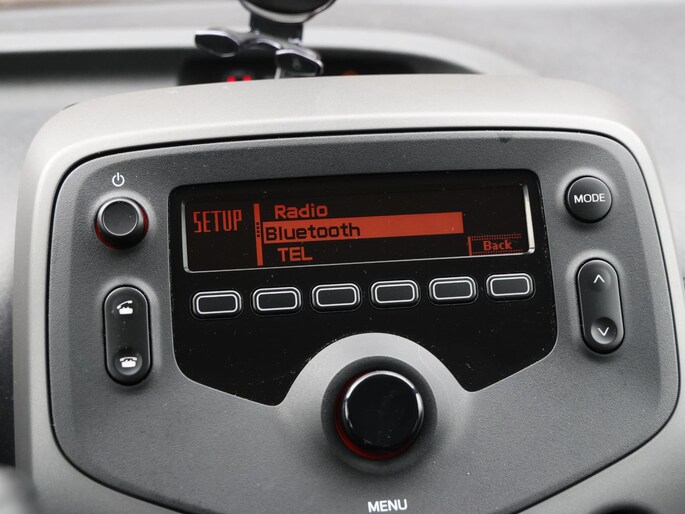 SETUP
Radio
Bluetooth
TEL
Back
MODE
MENU